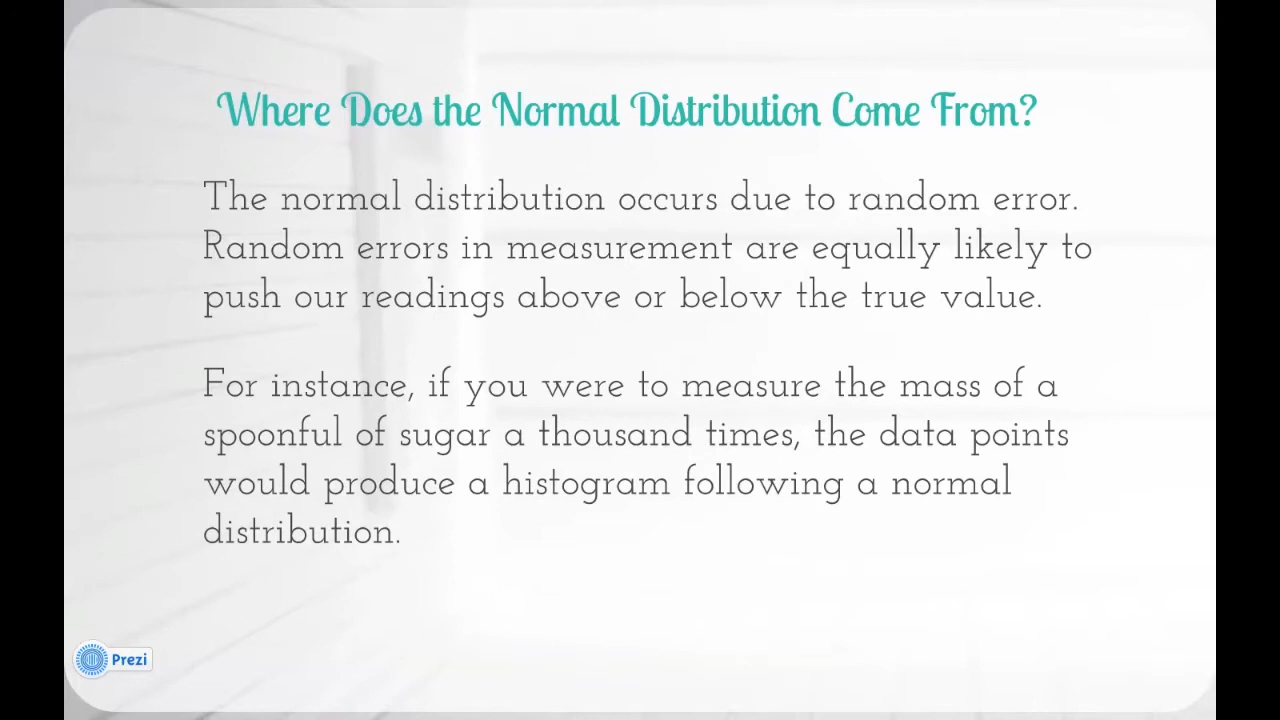 Where Does the Normal Distribution Come From?
The normal distribution occurs due to random error.
Random errors in measurement are equally likely to
push our readings above or below the true value.
For instance, if you were to measure the mass of a
spoonful of sugar a thousand times, the data points
would produce a histogram following a normal
distribution.
Prezi